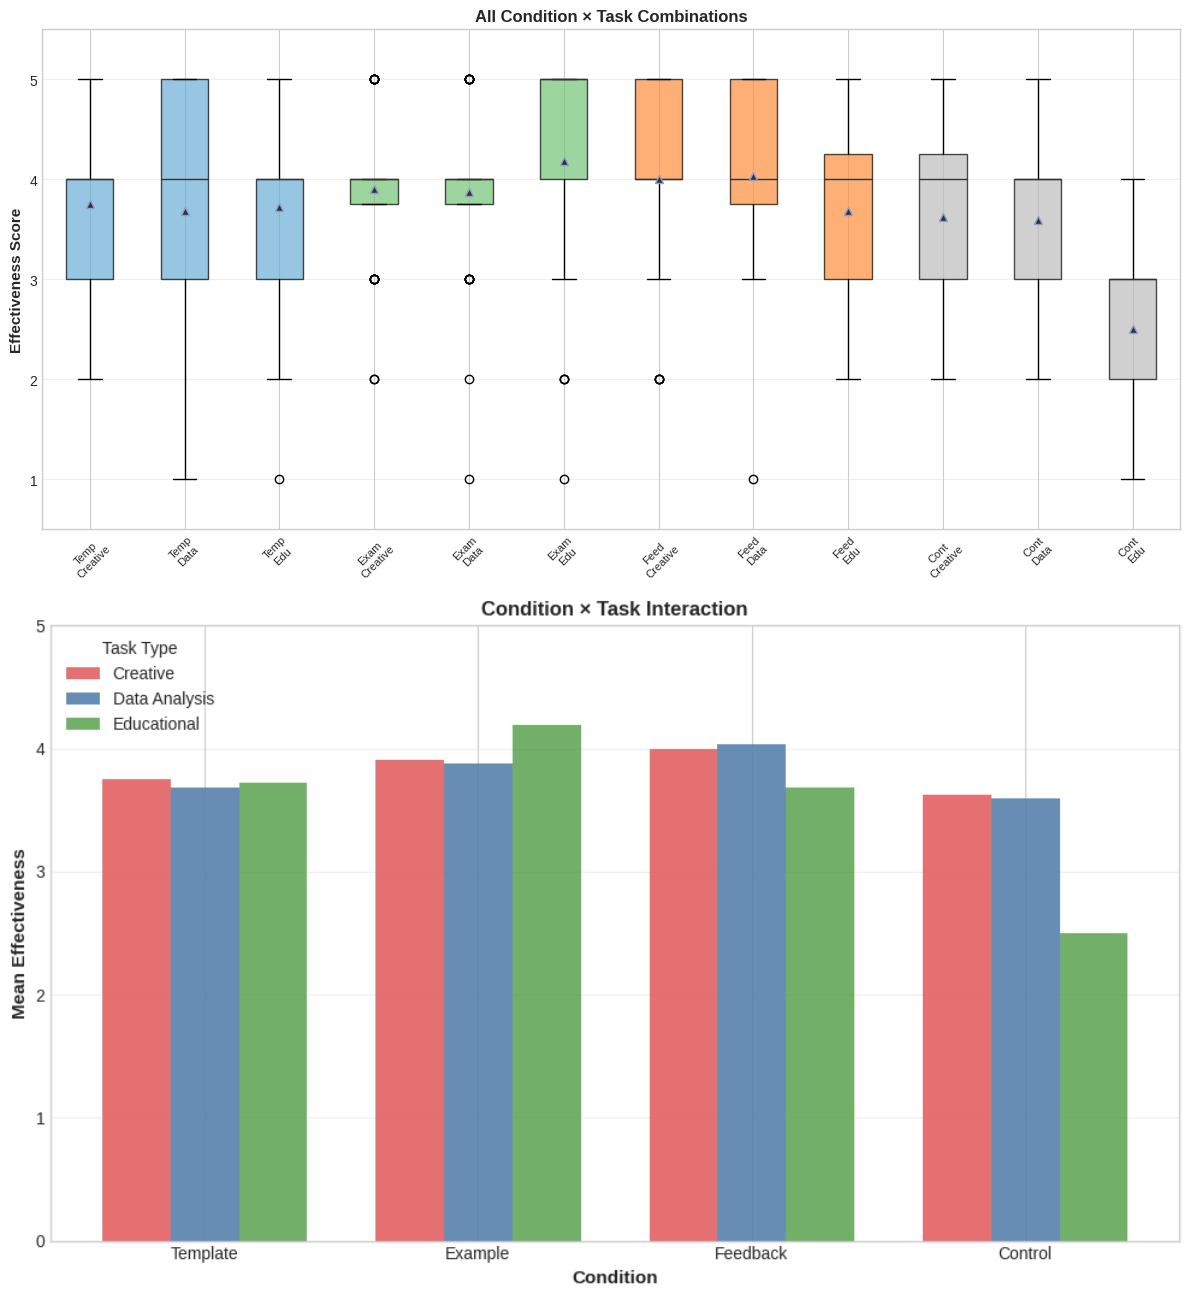 All Condition × Task Combinations
Effectiveness Score
5
4
3
2
1
Temp
Creative
Temp
Data
Temp
Edu
Exam
Creative
Exam
Data
Exam
Edu
Feed
Creative
Feed
Data
Feed
Edu
Cont
Creative
Cont
Data
Cont
Edu
Condition × Task Interaction
Mean Effectiveness
5
4
3
2
1
0
Task Type
Creative
Data Analysis
Educational
Template
Example
Feedback
Control
Condition